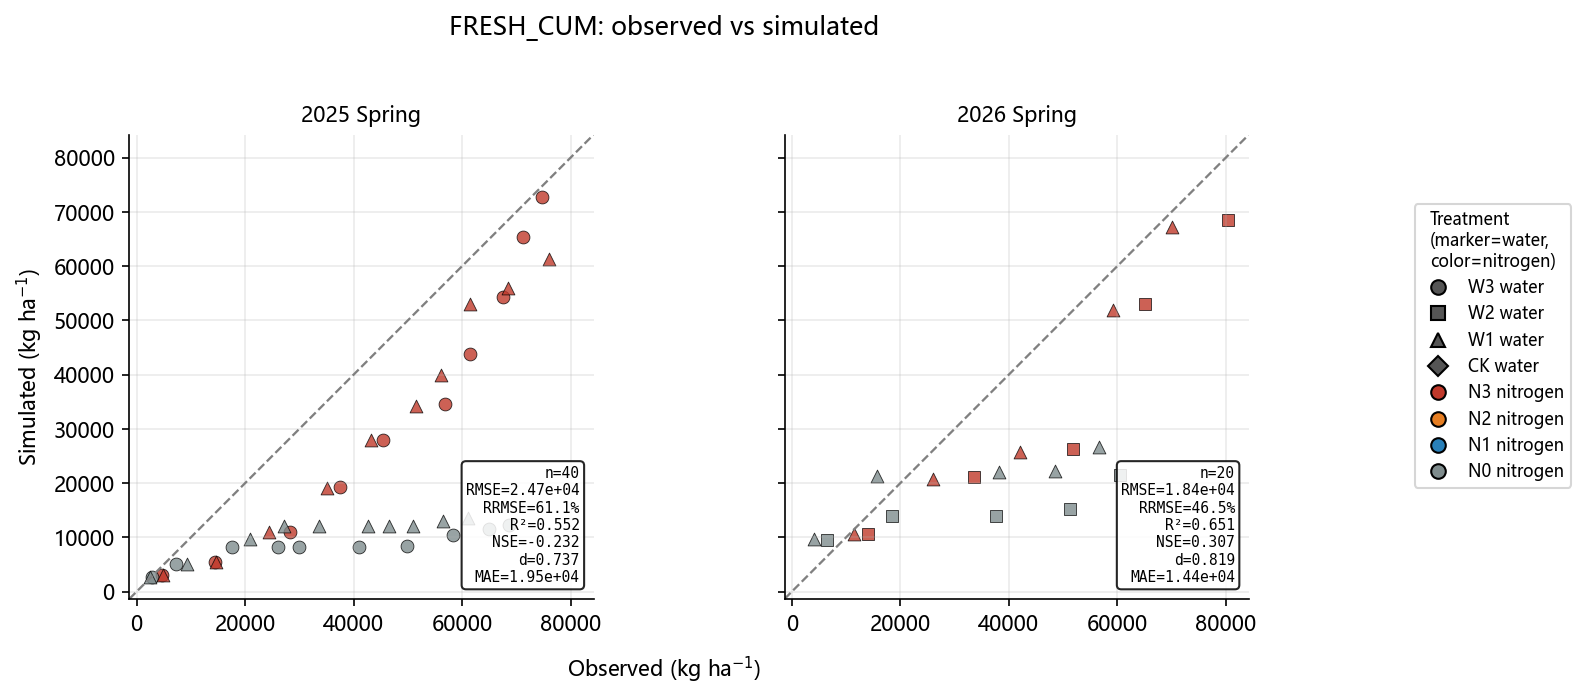 FRESH_CUM: observed vs simulated
2025 Spring
2026 Spring
80000
70000
60000
50000
40000
30000
20000
10000
0
Simulated (kg ha⁻¹)
n=40
RMSE=2.47e+04
RRMSE=61.1%
R²=0.552
NSE=-0.232
d=0.737
MAE=1.95e+04
n=20
RMSE=1.84e+04
RRMSE=46.5%
R²=0.651
NSE=0.307
d=0.819
MAE=1.44e+04
0 20000 40000 60000 80000
0 20000 40000 60000 80000
Observed (kg ha⁻¹)
Treatment
(marker=water,
color=nitrogen)
W3 water
W2 water
W1 water
CK water
N3 nitrogen
N2 nitrogen
N1 nitrogen
N0 nitrogen